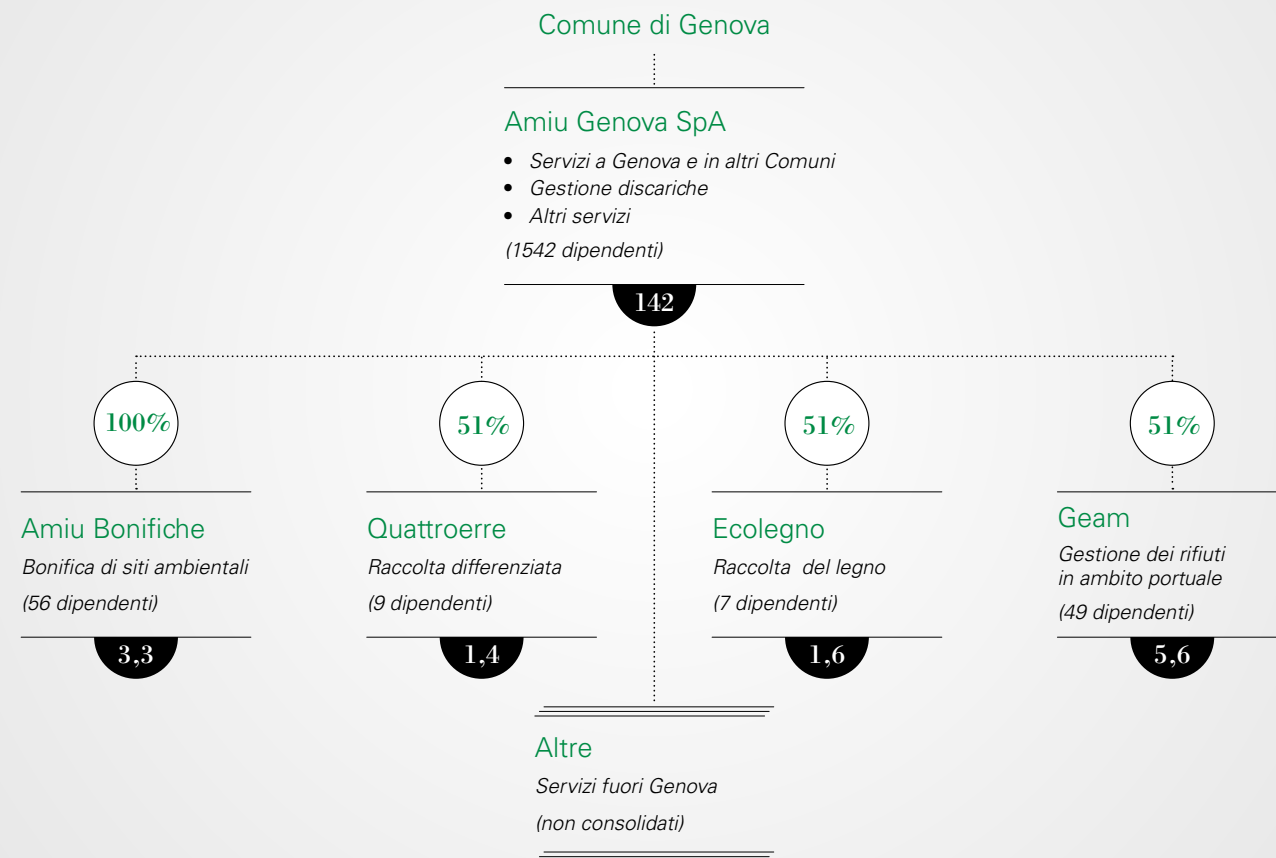 Comune di Genova
Amiu Genova SpA
• Servizi a Genova e in altri Comuni
• Gestione discariche
• Altri servizi
(1542 dipendenti)
142
100%
51%
51%
51%
Amiu Bonifiche
Bonifica di siti ambientali
(56 dipendenti)
3,3
Quattroerre
Raccolta differenziata
(9 dipendenti)
1,4
Ecolegno
Raccolta del legno
(7 dipendenti)
1,6
Geam
Gestione dei rifiuti
in ambito portuale
(49 dipendenti)
5,6
Altre
Servizi fuori Genova
(non consolidati)